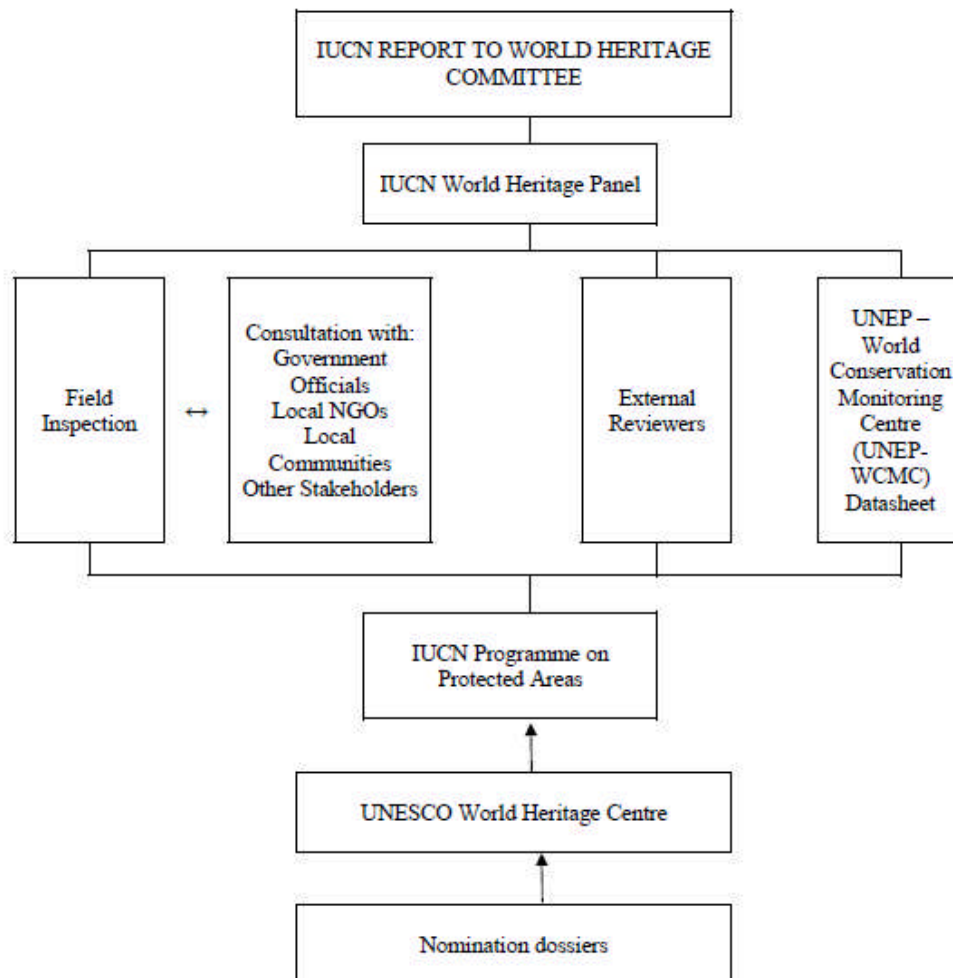 IUCN REPORT TO WORLD HERITAGE
COMMITTEE
IUCN World Heritage Panel
Field
Inspection
↔
Consultation with:
Government
Officials
Local NGOs
Local
Communities
Other Stakeholders
External
Reviewers
UNEP –
World
Conservation
Monitoring
Centre
(UNEP-
WCMC)
Datasheet
IUCN Programme on
Protected Areas
UNESCO World Heritage Centre
Nomination dossiers